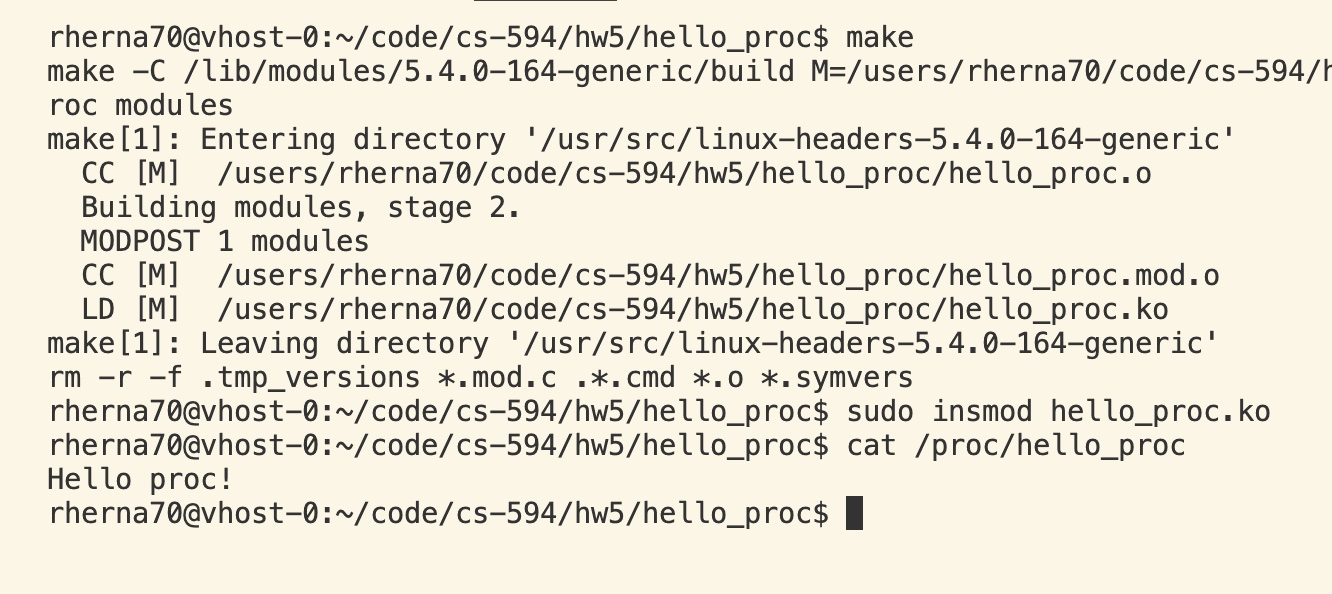 rherna70@vhost-0:~/code/cs-594/hw5/hello_proc$ make
make -C /lib/modules/5.4.0-164-generic/build M=/users/rherna70/code/cs-594/h
roc modules
make[1]: Entering directory '/usr/src/linux-headers-5.4.0-164-generic'
  CC [M]  /users/rherna70/code/cs-594/hw5/hello_proc/hello_proc.o
  Building modules, stage 2.
  MODPOST 1 modules
  CC [M]  /users/rherna70/code/cs-594/hw5/hello_proc/hello_proc.mod.o
  LD [M]  /users/rherna70/code/cs-594/hw5/hello_proc/hello_proc.ko
make[1]: Leaving directory '/usr/src/linux-headers-5.4.0-164-generic'
rm -r -f .tmp_versions *.mod.c .*.cmd *.o *.symvers
rherna70@vhost-0:~/code/cs-594/hw5/hello_proc$ sudo insmod hello_proc.ko
rherna70@vhost-0:~/code/cs-594/hw5/hello_proc$ cat /proc/hello_proc
Hello proc!
rherna70@vhost-0:~/code/cs-594/hw5/hello_proc$